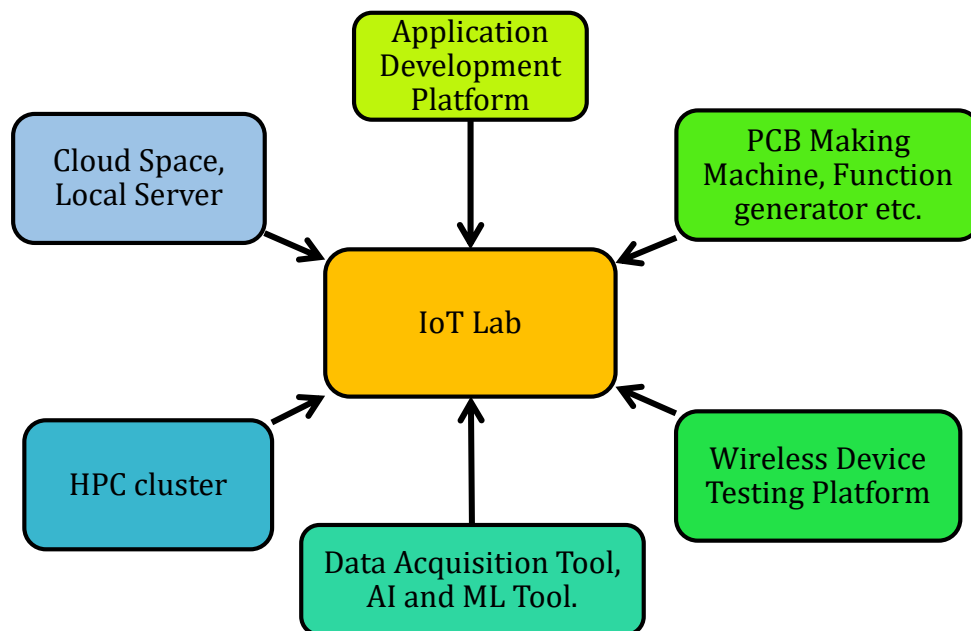 Application
Development
Platform
Cloud Space,
Local Server
PCB Making
Machine, Function
generator etc.
IoT Lab
HPC cluster
Wireless Device
Testing Platform
Data Acquisition Tool,
AI and ML Tool.